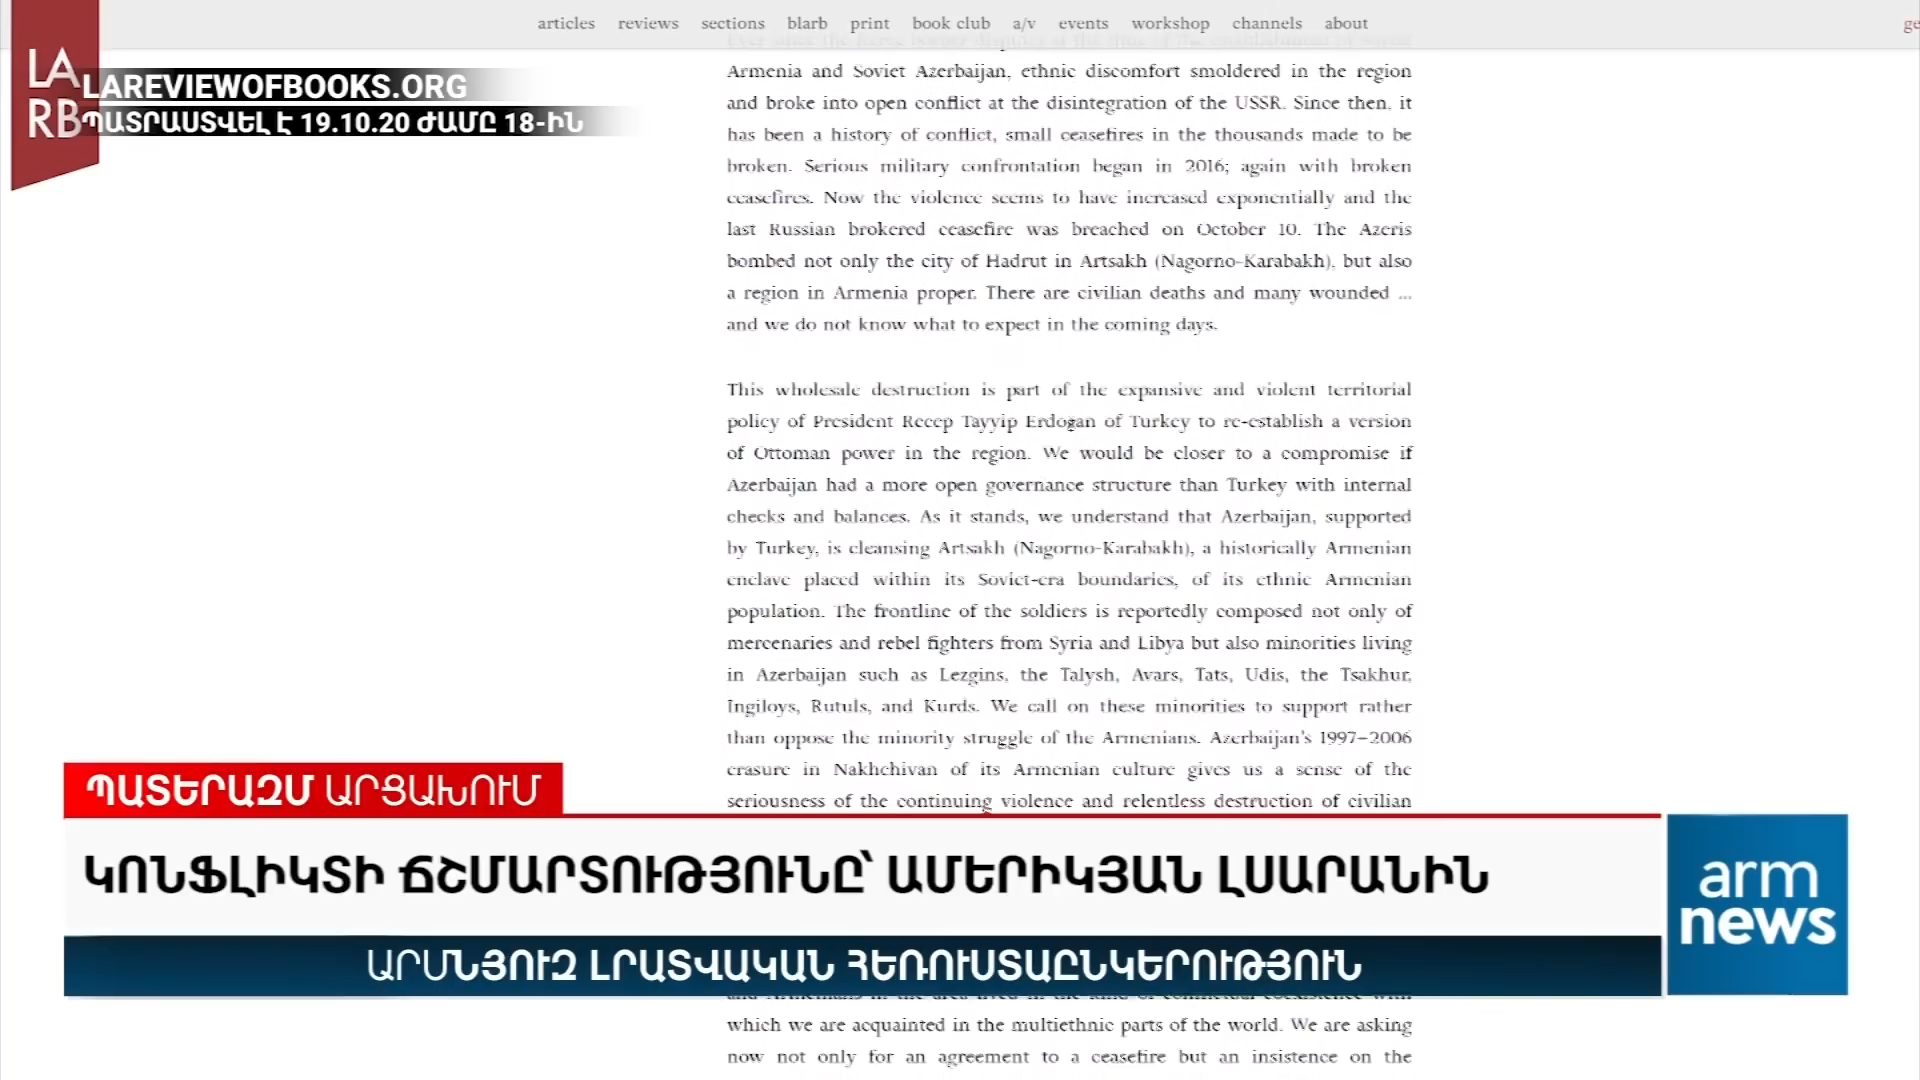 articles reviews sections blarb print book club a/v events workshop channels about
LA
RB
LAREVIEWOFBOOKS.ORG
ՊԱՏՐԱՍՏՎԵԼ Է 19.10.20 ԺԱՄԸ 18-ԻՆ
Armenia and Soviet Azerbaijan, ethnic discomfort smoldered in the region
and broke into open conflict at the disintegration of the USSR. Since then, it
has been a history of conflict, small ceasefires in the thousands made to be
broken. Serious military confrontation began in 2016; again with broken
ceasefires. Now the violence seems to have increased exponentially and the
last Russian brokered ceasefire was breached on October 10. The Azeris
bombed not only the city of Hadrut in Artsakh (Nagorno-Karabakh), but also
a region in Armenia proper. There are civilian deaths and many wounded ...
and we do not know what to expect in the coming days.
This wholesale destruction is part of the expansive and violent territorial
policy of President Recep Tayyip Erdogan of Turkey to re-establish a version
of Ottoman power in the region. We would be closer to a compromise if
Azerbaijan had a more open governance structure than Turkey with internal
checks and balances. As it stands, we understand that Azerbaijan, supported
by Turkey, is cleansing Artsakh (Nagorno-Karabakh), a historically Armenian
enclave placed within its Soviet-era boundaries, of its ethnic Armenian
population. The frontline of the soldiers is reportedly composed not only of
mercenaries and rebel fighters from Syria and Libya but also minorities living
in Azerbaijan such as Lezgins, the Talysh, Avars, Tats, Udis, the Tsakhur,
Ingiloys, Rutuls, and Kurds. We call on these minorities to support rather
than oppose the minority struggle of the Armenians. Azerbaijan's 1997–2006
erasure in Nakhchivan of its Armenian culture gives us a sense of the
seriousness of the continuing violence and relentless destruction of civilian
ՊԱՏԵՐԱԶՄ ԱՐՑԱԽՈՒՄ
ԿՈՆՖԼԻԿՏԻ ՃՇՄԱՐՏՈՒԹՅՈՒՆԸ՝ ԱՄԵՐԻԿՅԱՆ ԼՍԱՐԱՆԻՆ
ԱՐՄՆՅՈՒԶ ԼՐԱՏՎԱԿԱՆ ՀԵՌՈՒՍՏԱԸՆԿԵՐՈՒԹՅՈՒՆ
arm
news
which we are acquainted in the multiethnic parts of the world. We are asking
now not only for an agreement to a ceasefire but an insistence on the